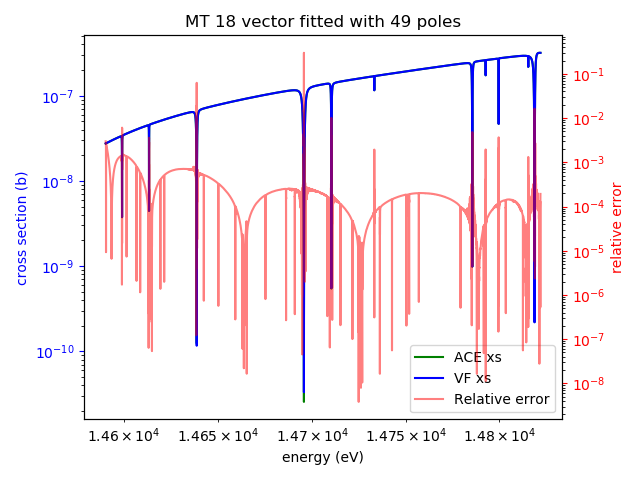 MT 18 vector fitted with 49 poles
cross section (b)
10⁻⁷
10⁻⁸
10⁻⁹
10⁻¹⁰
10⁻¹
10⁻²
10⁻³
10⁻⁴
10⁻⁵
10⁻⁶
10⁻⁷
10⁻⁸
relative error
ACE xs
VF xs
Relative error
1.46 × 10⁴ 1.465 × 10⁴ 1.47 × 10⁴ 1.475 × 10⁴ 1.48 × 10⁴
energy (eV)